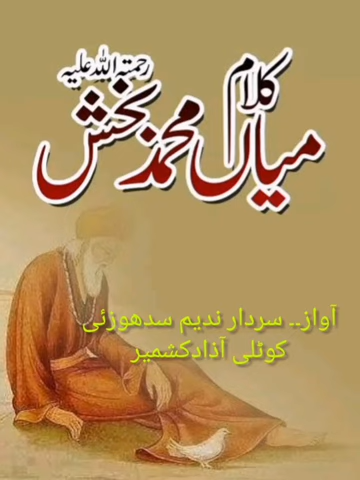 کلام
میاں محمد بخش
رحمتہ اللہ علیہ
آواز.. سردار ندیم سدھوزئی
کوٹلی آذادکشمیر